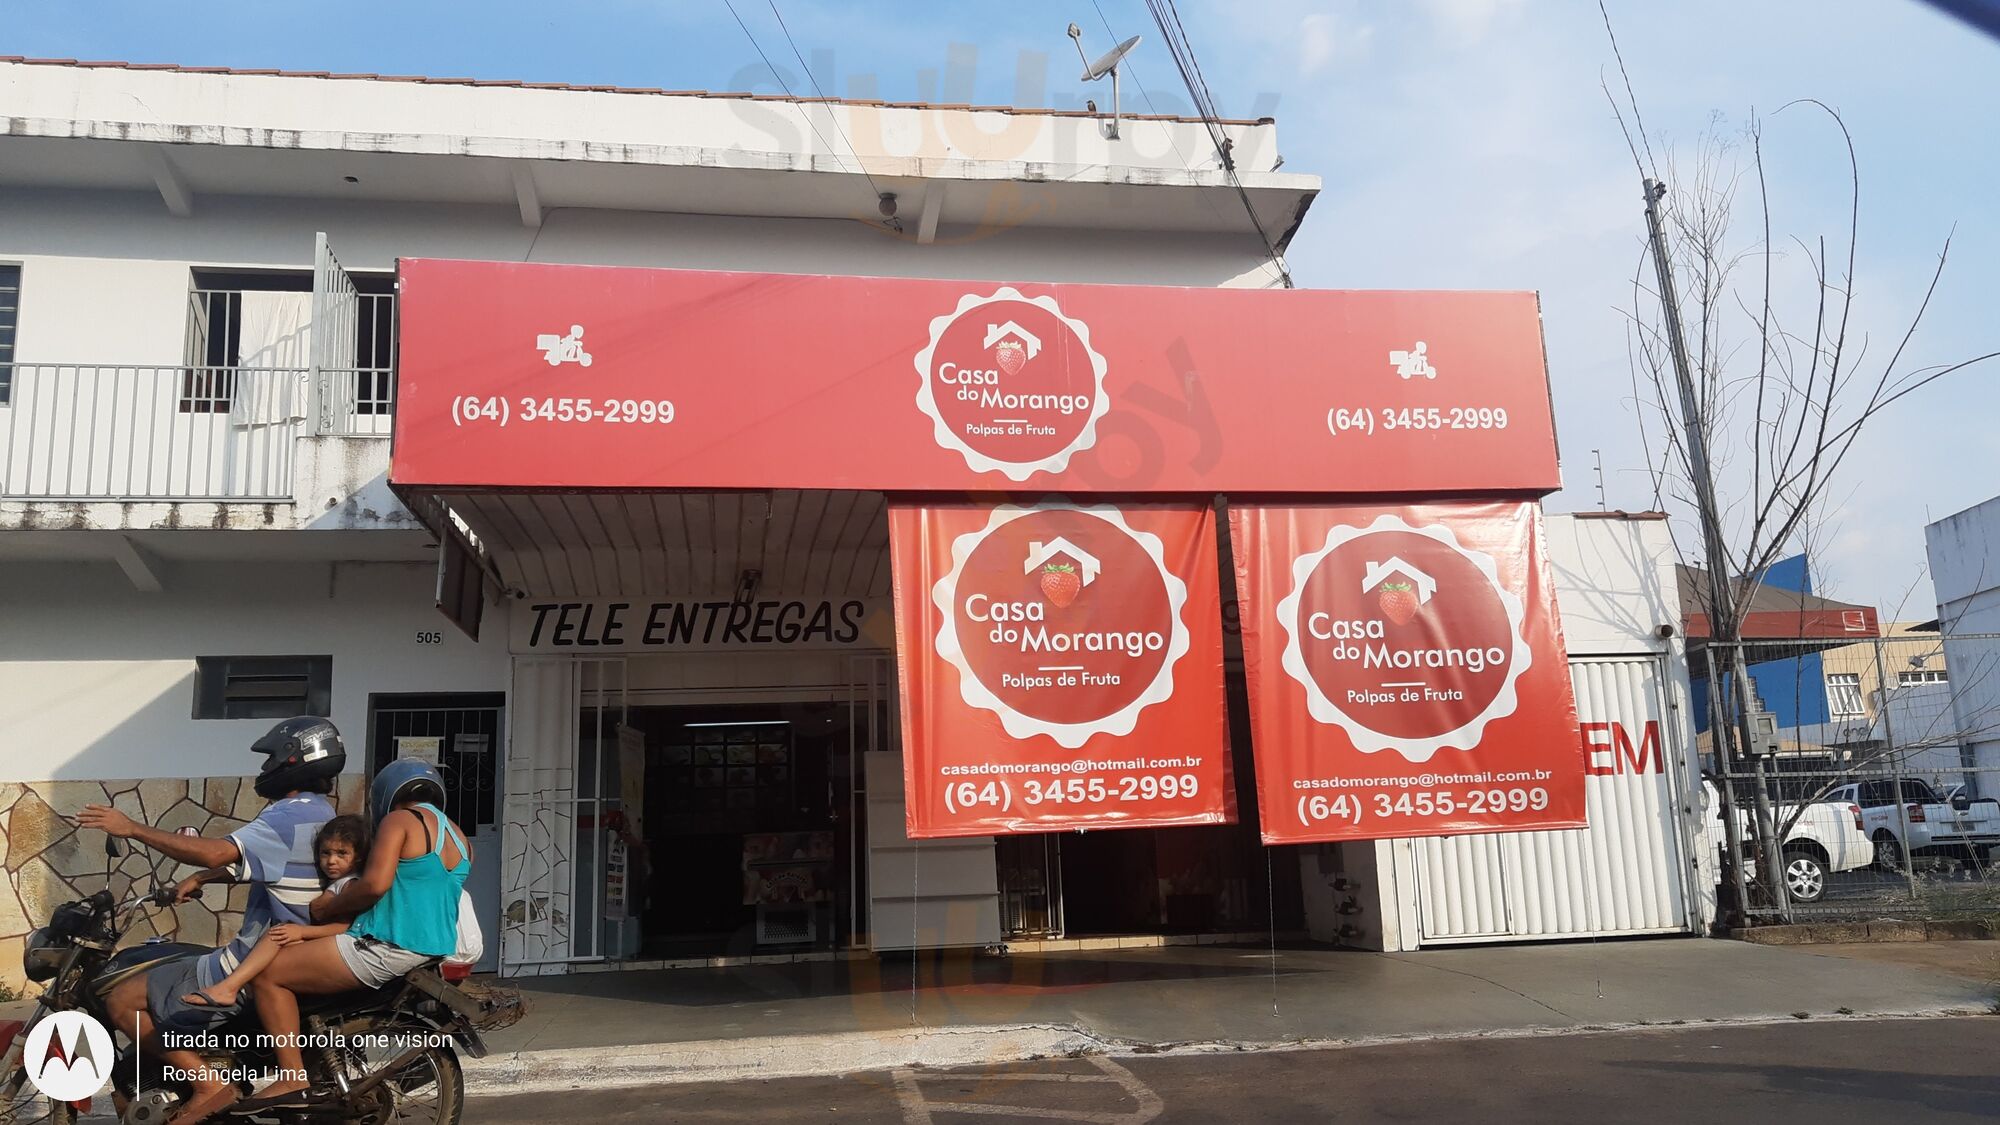 Sluurpy
(64) 3455-2999
Casa
do Morango
Polpas de Fruta
(64) 3455-2999
TELE ENTREGAS
505
Casa
do Morango
Polpas de Fruta
casadomorango@hotmail.com.br
(64) 3455-2999
Casa
do Morango
Polpas de Fruta
casadomorango@hotmail.com.br
(64) 3455-2999
EM
tirada no motorola one vision
Rosângela Lima